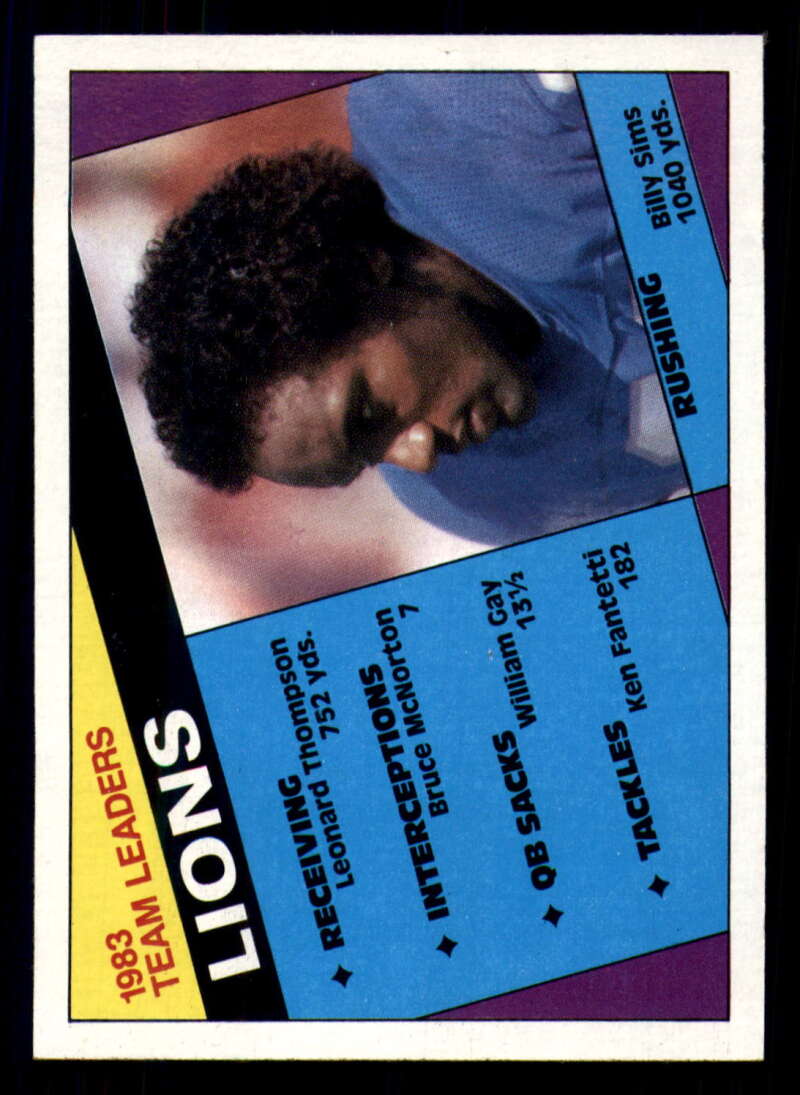 1983
TEAM LEADERS
LIONS
RECEIVING
Leonard Thompson
752 yds.
INTERCEPTIONS
Bruce McNorton
7
QB SACKS William Gay
13½
TACKLES Ken Fantetti
182
RUSHING Billy Sims
1040 yds.